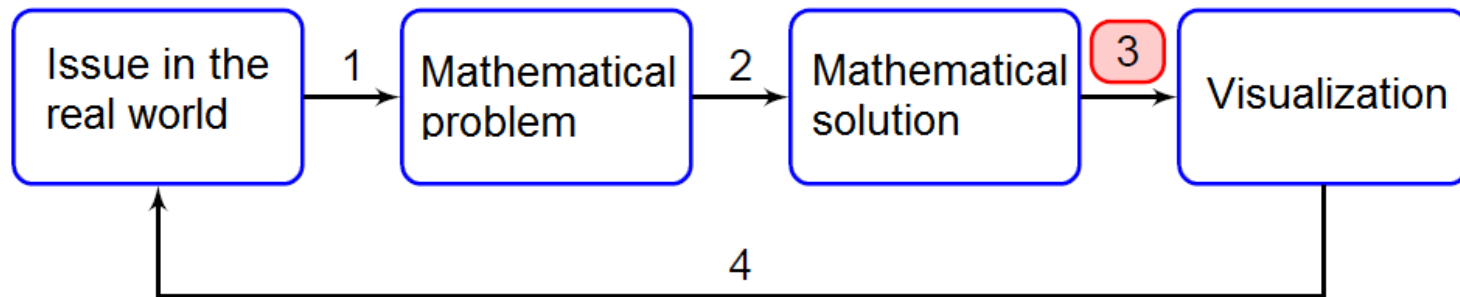 Issue in the
real world
1
Mathematical
problem
2
Mathematical
solution
3
Visualization
4